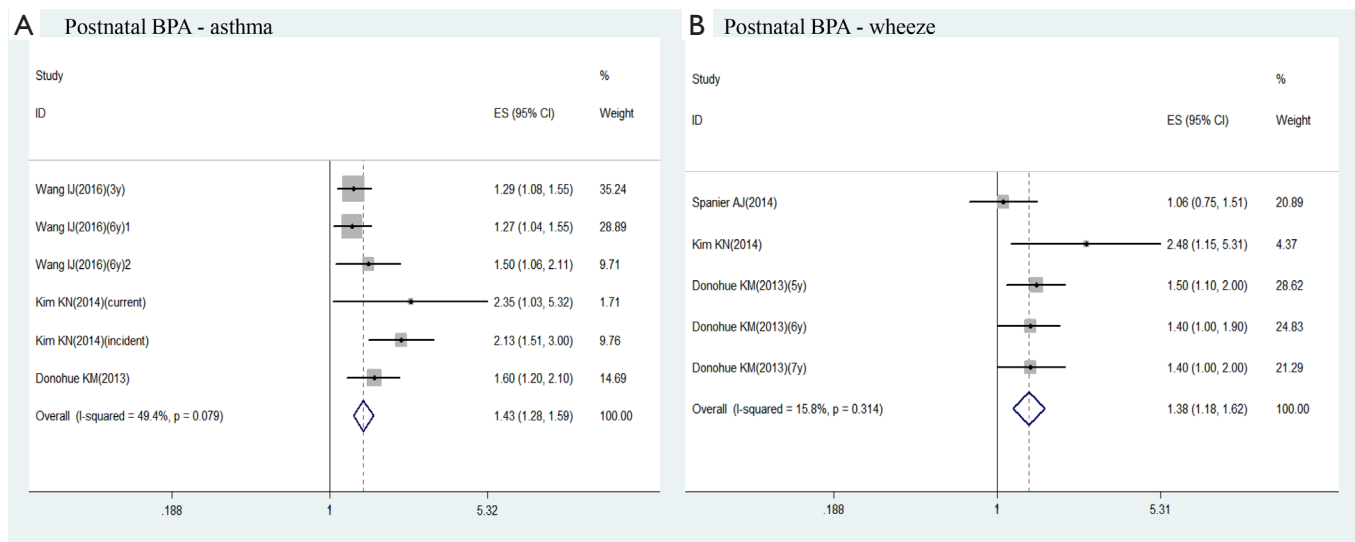 A Postnatal BPA - asthma
Study %
ID ES (95% CI) Weight
Wang IJ(2016)(3y) 1.29 (1.08, 1.55) 35.24
Wang IJ(2016)(6y)1 1.27 (1.04, 1.55) 28.89
Wang IJ(2016)(6y)2 1.50 (1.06, 2.11) 9.71
Kim KN(2014)(current) 2.35 (1.03, 5.32) 1.71
Kim KN(2014)(incident) 2.13 (1.51, 3.00) 9.76
Donohue KM(2013) 1.60 (1.20, 2.10) 14.69
Overall (I-squared = 49.4%, p = 0.079) 1.43 (1.28, 1.59) 100.00
.188 1 5.32
B Postnatal BPA - wheeze
Study %
ID ES (95% CI) Weight
Spanier AJ(2014) 1.06 (0.75, 1.51) 20.89
Kim KN(2014) 2.48 (1.15, 5.31) 4.37
Donohue KM(2013)(5y) 1.50 (1.10, 2.00) 28.62
Donohue KM(2013)(6y) 1.40 (1.00, 1.90) 24.83
Donohue KM(2013)(7y) 1.40 (1.00, 2.00) 21.29
Overall (I-squared = 15.8%, p = 0.314) 1.38 (1.18, 1.62) 100.00
.188 1 5.31